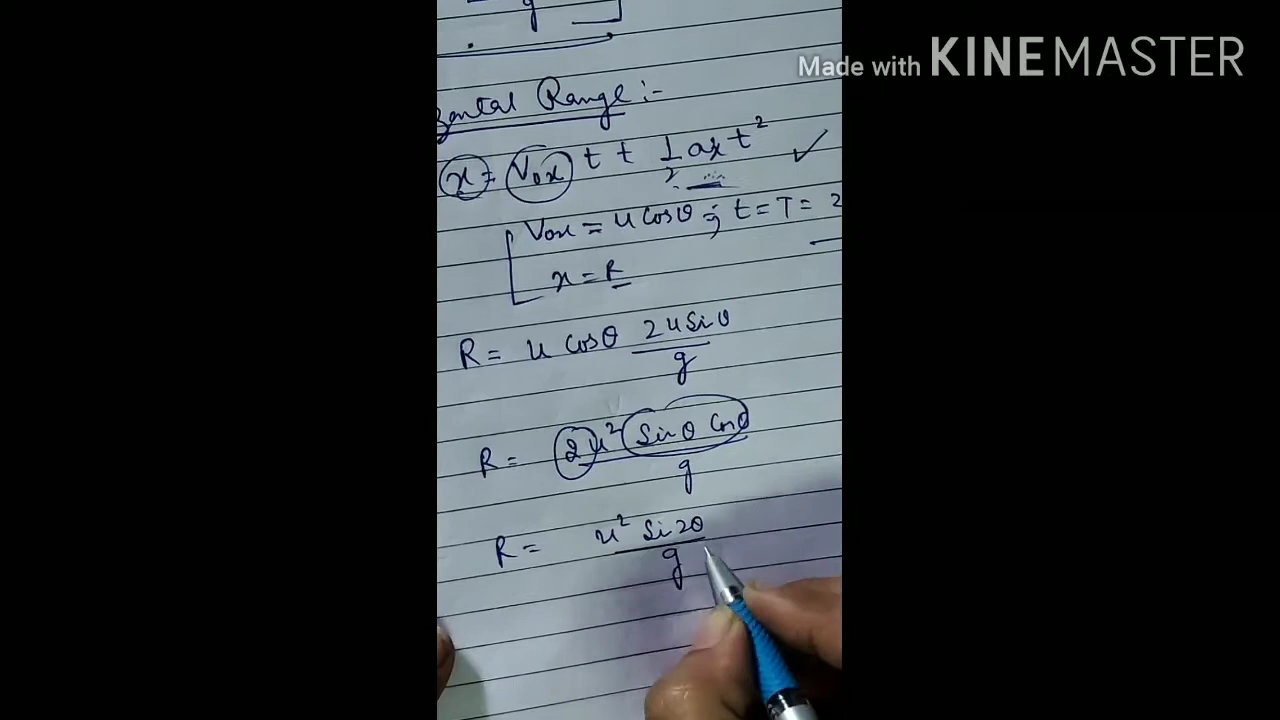 g
Made with KINEMASTER
zental Range :-
x = Vox t + 1/2 ax t²
Vox = u Cosθ ; t = T = 2
x = R
R = u Cosθ 2u Sinθ/g
R = 2u² Sinθ Cosθ/g
R = u² Sin2θ/g